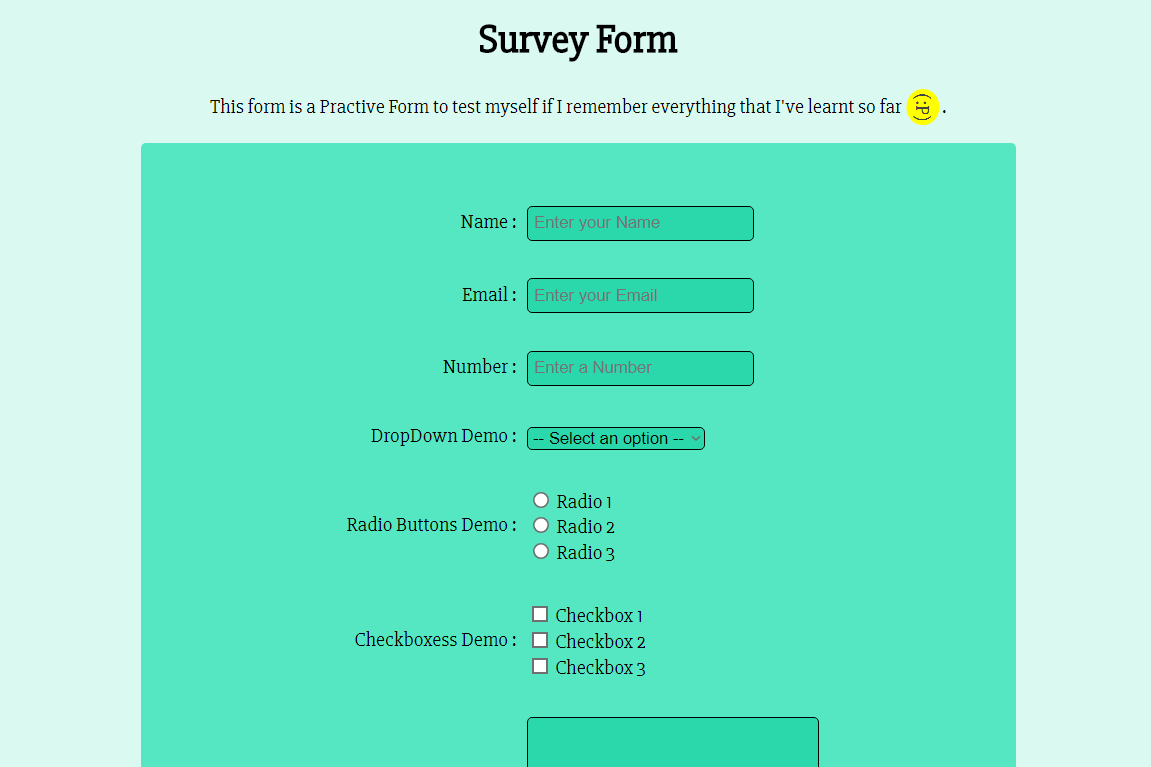 Survey Form
This form is a Practive Form to test myself if I remember everything that I've learnt so far .
Name : Enter your Name
Email : Enter your Email
Number : Enter a Number
DropDown Demo : -- Select an option --
Radio 1
Radio Buttons Demo : Radio 2
Radio 3
Checkbox 1
Checkboxess Demo : Checkbox 2
Checkbox 3